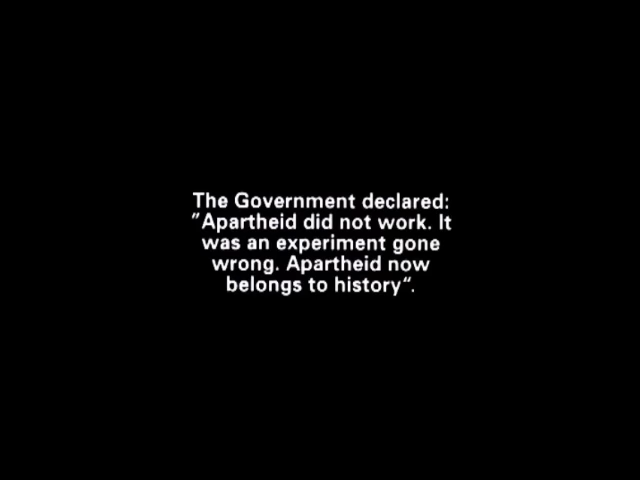 The Government declared:
"Apartheid did not work. It
was an experiment gone
wrong. Apartheid now
belongs to history“.